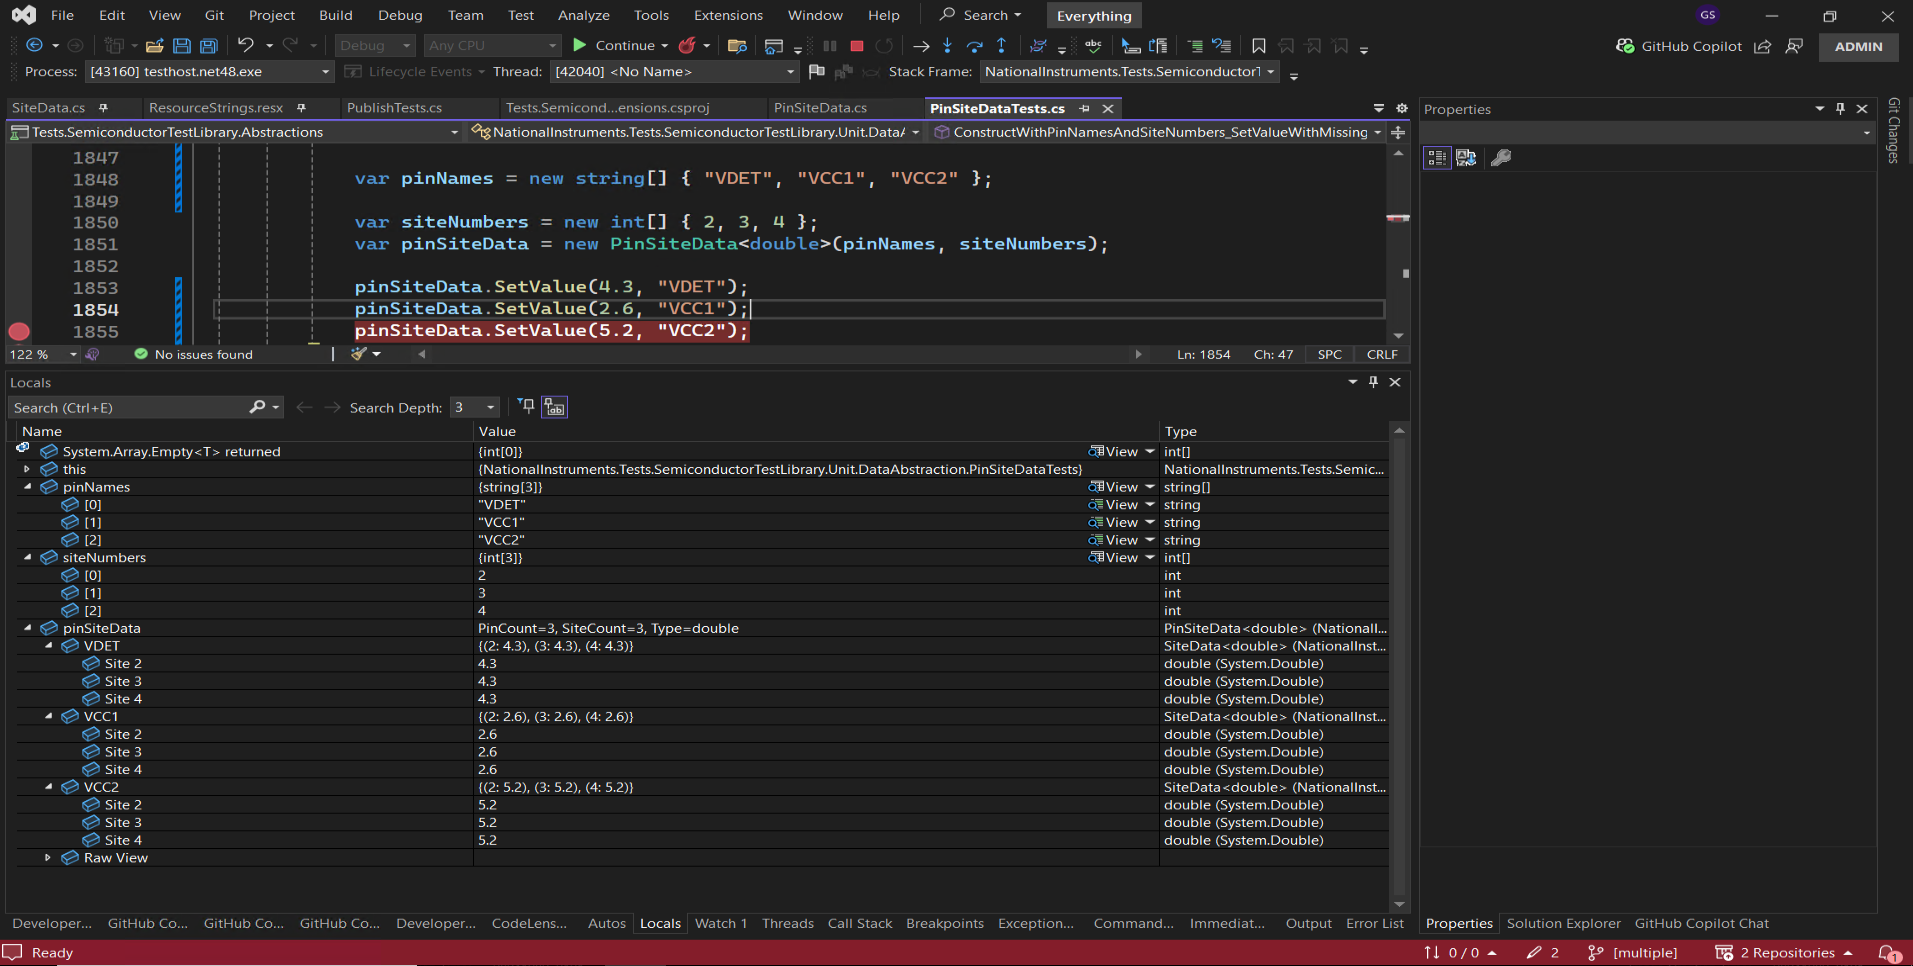 File Edit View Git Project Build Debug Team Test Analyze Tools Extensions Window Help Search Everything GS
Debug Any CPU Continue abc GitHub Copilot ADMIN
Process: [43160] testhost.net48.exe Lifecycle Events Thread: [42040] <No Name> Stack Frame: NationalInstruments.Tests.Semiconductor
SiteData.cs ResourceStrings.resx PublishTests.cs Tests.Semicond...ensions.csproj PinSiteData.cs PinSiteDataTests.cs
Tests.SemiconductorTestLibrary.Abstractions NationalInstruments.Tests.SemiconductorTestLibrary.Unit.DataA ConstructWithPinNamesAndSiteNumbers_SetValueWithMissing
1847
1848 var pinNames = new string[] { "VDET", "VCC1", "VCC2" };
1849
1850 var siteNumbers = new int[] { 2, 3, 4 };
1851 var pinSiteData = new PinSiteData<double>(pinNames, siteNumbers);
1852
1853 pinSiteData.SetValue(4.3, "VDET");
1854 pinSiteData.SetValue(2.6, "VCC1");
1855 pinSiteData.SetValue(5.2, "VCC2");
122 % No issues found Ln: 1854 Ch: 47 SPC CRLF
Locals
Search (Ctrl+E) Search Depth: 3 ab
Name Value Type
System.Array.Empty<T> returned {int[0]} View int[]
this {NationalInstruments.Tests.SemiconductorTestLibrary.Unit.DataAbstraction.PinSiteDataTests} NationalInstruments.Tests.Semic...
pinNames {string[3]} View string[]
[0] "VDET" View string
[1] "VCC1" View string
[2] "VCC2" View string
siteNumbers {int[3]} View int[]
[0] 2 int
[1] 3 int
[2] 4 int
pinSiteData PinCount=3, SiteCount=3, Type=double PinSiteData<double> (NationalI...
VDET {(2: 4.3), (3: 4.3), (4: 4.3)} SiteData<double> (NationalInst...
Site 2 4.3 double (System.Double)
Site 3 4.3 double (System.Double)
Site 4 4.3 double (System.Double)
VCC1 {(2: 2.6), (3: 2.6), (4: 2.6)} SiteData<double> (NationalInst...
Site 2 2.6 double (System.Double)
Site 3 2.6 double (System.Double)
Site 4 2.6 double (System.Double)
VCC2 {(2: 5.2), (3: 5.2), (4: 5.2)} SiteData<double> (NationalInst...
Site 2 5.2 double (System.Double)
Site 3 5.2 double (System.Double)
Site 4 5.2 double (System.Double)
Raw View
Developer... GitHub Co... GitHub Co... GitHub Co... Developer... CodeLens... Autos Locals Watch 1 Threads Call Stack Breakpoints Exception... Command... Immediat... Output Error List
Properties
Git Changes
Properties Solution Explorer GitHub Copilot Chat
Ready 0 / 0 2 [multiple] 2 Repositories 1